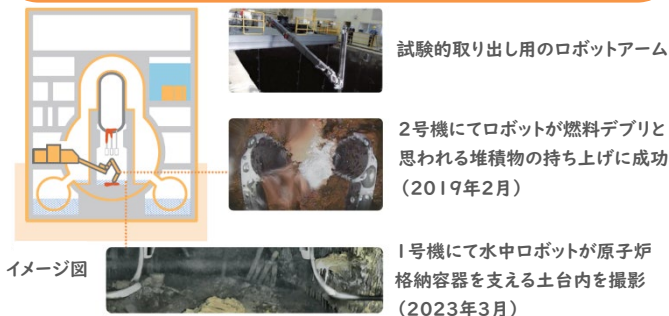 試験的取り出し用のロボットアーム
2号機にてロボットが燃料デブリと
思われる堆積物の持ち上げに成功
(2019年2月)
イメージ図
1号機にて水中ロボットが原子炉
格納容器を支える土台内を撮影
(2023年3月)